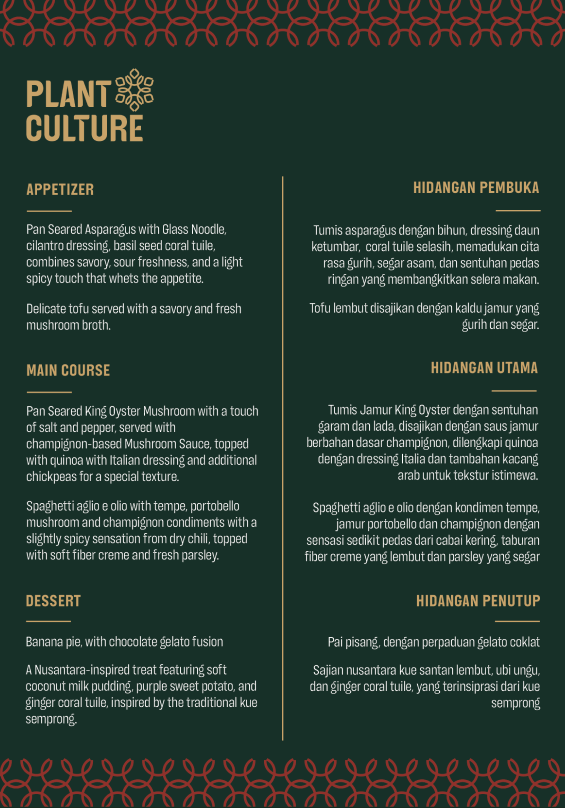 PLANT
CULTURE
APPETIZER
Pan Seared Asparagus with Glass Noodle,
cilantro dressing, basil seed coral tuile,
combines savory, sour freshness, and a light
spicy touch that whets the appetite.
Delicate tofu served with a savory and fresh
mushroom broth.
MAIN COURSE
Pan Seared King Oyster Mushroom with a touch
of salt and pepper, served with
champignon-based Mushroom Sauce, topped
with quinoa with Italian dressing and additional
chickpeas for a special texture.
Spaghetti aglio e olio with tempe, portobello
mushroom and champignon condiments with a
slightly spicy sensation from dry chili, topped
with soft fiber creme and fresh parsley.
DESSERT
Banana pie, with chocolate gelato fusion
A Nusantara-inspired treat featuring soft
coconut milk pudding, purple sweet potato, and
ginger coral tuile, inspired by the traditional kue
semprong.
HIDANGAN PEMBUKA
Tumis asparagus dengan bihun, dressing daun
ketumbar, coral tuile selasih, memadukan cita
rasa gurih, segar asam, dan sentuhan pedas
ringan yang membangkitkan selera makan.
Tofu lembut disajikan dengan kaldu jamur yang
gurih dan segar.
HIDANGAN UTAMA
Tumis Jamur King Oyster dengan sentuhan
garam dan lada, disajikan dengan saus jamur
berbahan dasar champignon, dilengkapi quinoa
dengan dressing Italia dan tambahan kacang
arab untuk tekstur istimewa.
Spaghetti aglio e olio dengan kondimen tempe,
jamur portobello dan champignon dengan
sensasi sedikit pedas dari cabai kering, taburan
fiber creme yang lembut dan parsley yang segar
HIDANGAN PENUTUP
Pai pisang, dengan perpaduan gelato coklat
Sajian nusantara kue santan lembut, ubi ungu,
dan ginger coral tuile, yang terinsiprasi dari kue
semprong